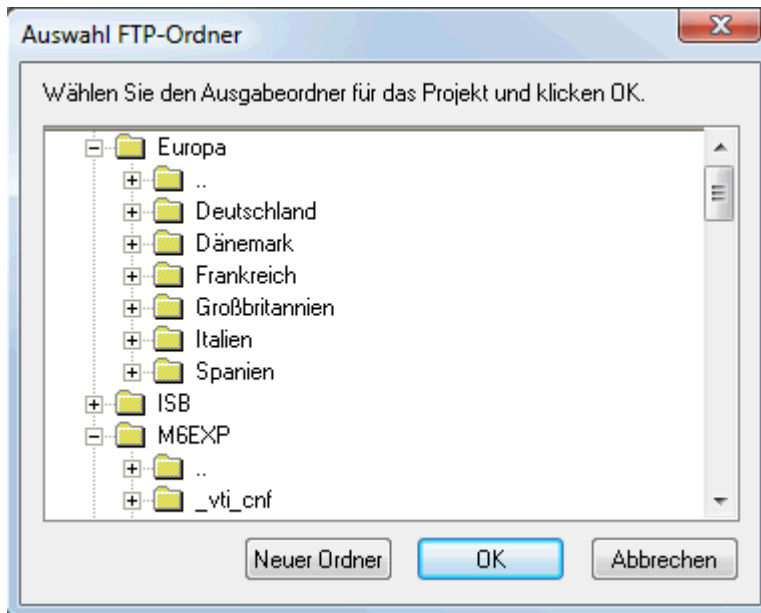 Auswahl FTP-Ordner
Wählen Sie den Ausgabeordner für das Projekt und klicken OK.
Europa
..
Deutschland
Dänemark
Frankreich
Großbritannien
Italien
Spanien
ISB
M6EXP
..
_vti_cnf
Neuer Ordner OK Abbrechen